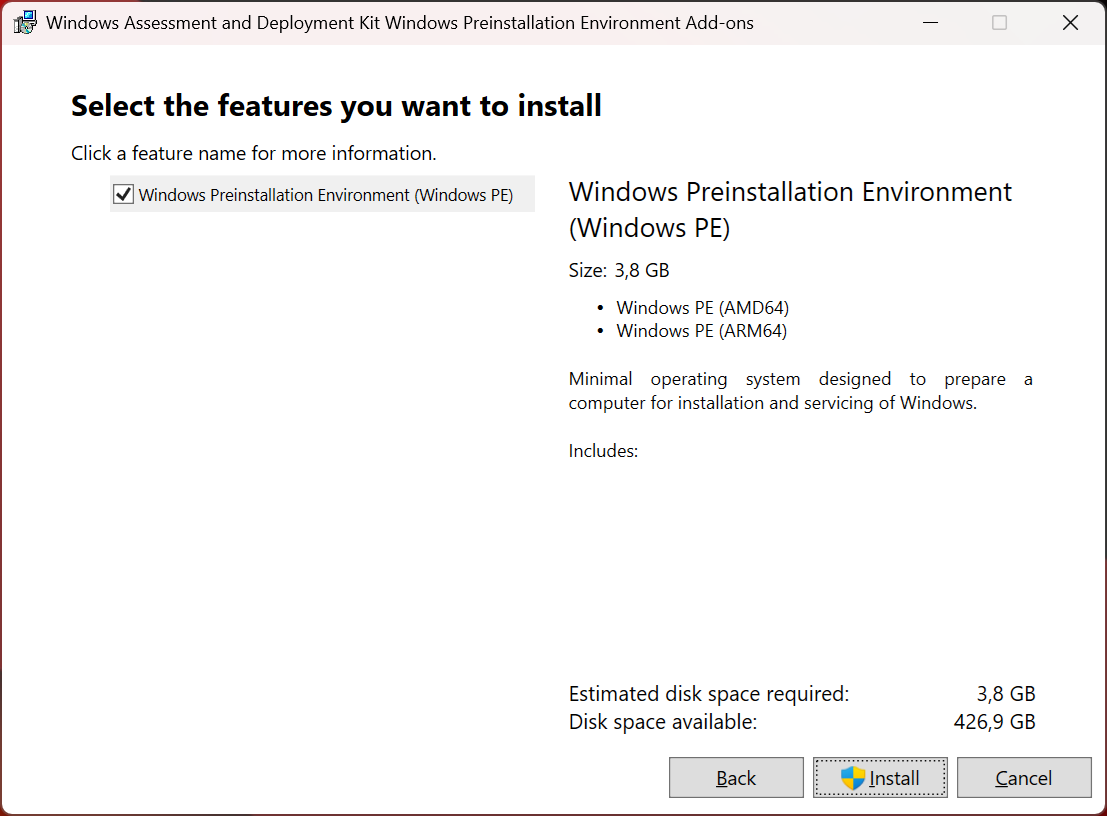 Windows Assessment and Deployment Kit Windows Preinstallation Environment Add-ons
Select the features you want to install
Click a feature name for more information.
Windows Preinstallation Environment (Windows PE)
Windows Preinstallation Environment
(Windows PE)
Size: 3,8 GB
• Windows PE (AMD64)
• Windows PE (ARM64)
Minimal operating system designed to prepare a
computer for installation and servicing of Windows.
Includes:
Estimated disk space required: 3,8 GB
Disk space available: 426,9 GB
Back Install Cancel